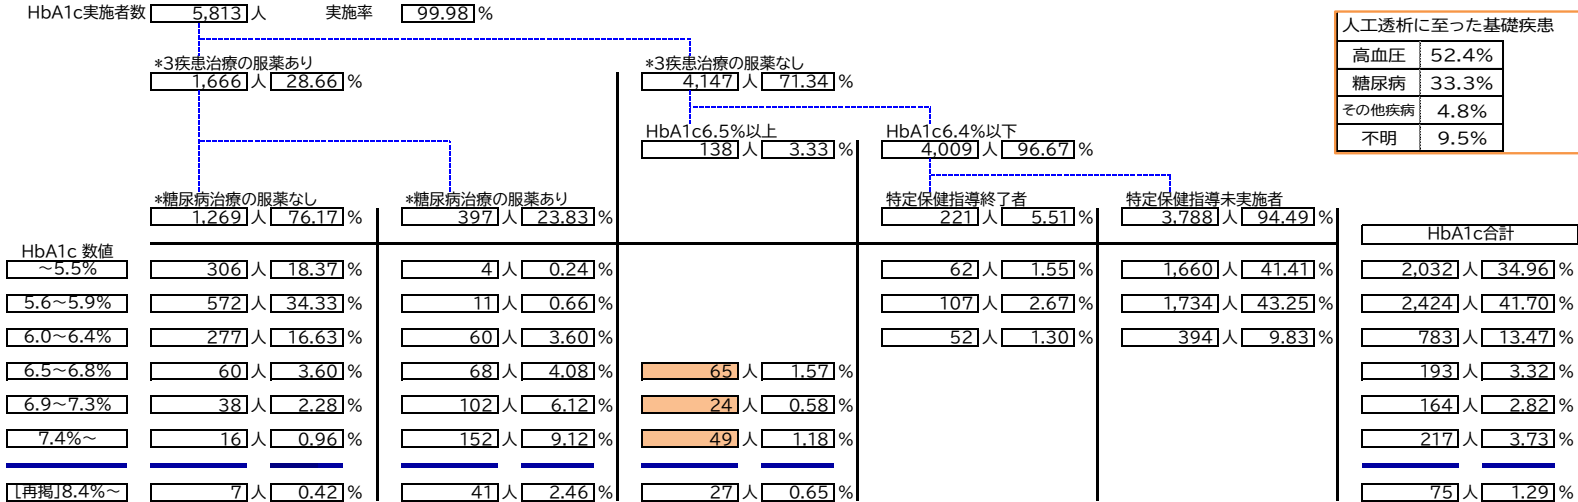 HbA1c実施者数 5,813 人 実施率 99.98 %
人工透析に至った基礎疾患
高血圧 52.4%
糖尿病 33.3%
その他疾病 4.8%
不明 9.5%
*3疾患治療の服薬あり *3疾患治療の服薬なし
1,666 人 28.66 % 4,147 人 71.34 %
HbA1c6.5%以上 HbA1c6.4%以下
138 人 3.33 % 4,009 人 96.67 %
*糖尿病治療の服薬なし *糖尿病治療の服薬あり 特定保健指導終了者 特定保健指導未実施者
1,269 人 76.17 % 397 人 23.83 % 221 人 5.51 % 3,788 人 94.49 %
HbA1c合計
HbA1c 数値
～5.5% 306 人 18.37 % 4 人 0.24 % 62 人 1.55 % 1,660 人 41.41 % 2,032 人 34.96 %
5.6～5.9% 572 人 34.33 % 11 人 0.66 % 107 人 2.67 % 1,734 人 43.25 % 2,424 人 41.70 %
6.0～6.4% 277 人 16.63 % 60 人 3.60 % 52 人 1.30 % 394 人 9.83 % 783 人 13.47 %
6.5～6.8% 60 人 3.60 % 68 人 4.08 % 65 人 1.57 % 193 人 3.32 %
6.9～7.3% 38 人 2.28 % 102 人 6.12 % 24 人 0.58 % 164 人 2.82 %
7.4%～ 16 人 0.96 % 152 人 9.12 % 49 人 1.18 % 217 人 3.73 %
[再掲]8.4%～ 7 人 0.42 % 41 人 2.46 % 27 人 0.65 % 75 人 1.29 %